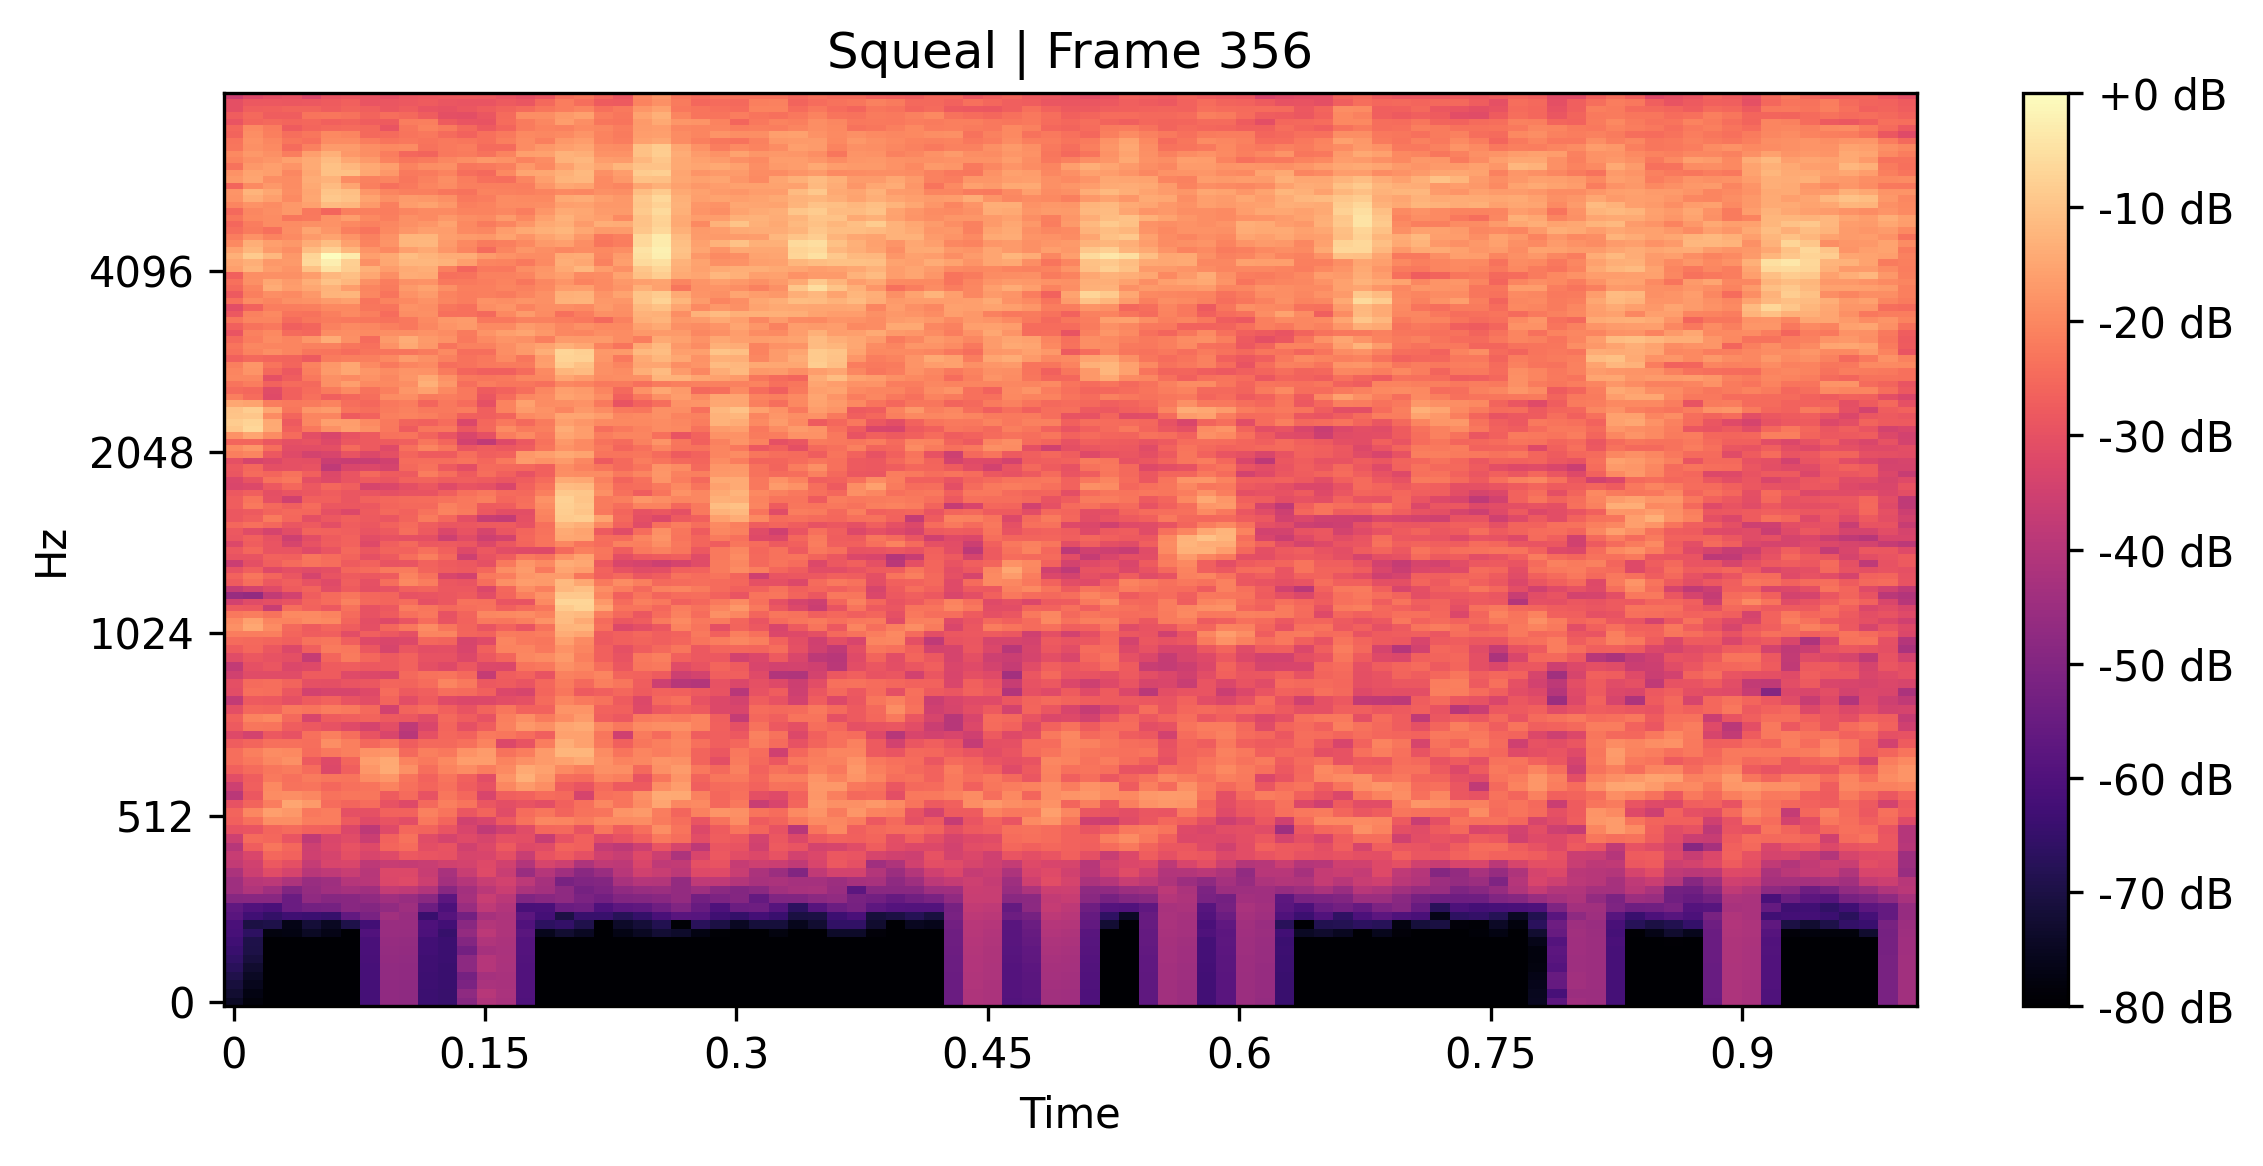 Squeal | Frame 356
+0 dB
-10 dB
-20 dB
-30 dB
-40 dB
-50 dB
-60 dB
-70 dB
-80 dB
Hz
4096
2048
1024
512
0
0 0.15 0.3 0.45 0.6 0.75 0.9
Time